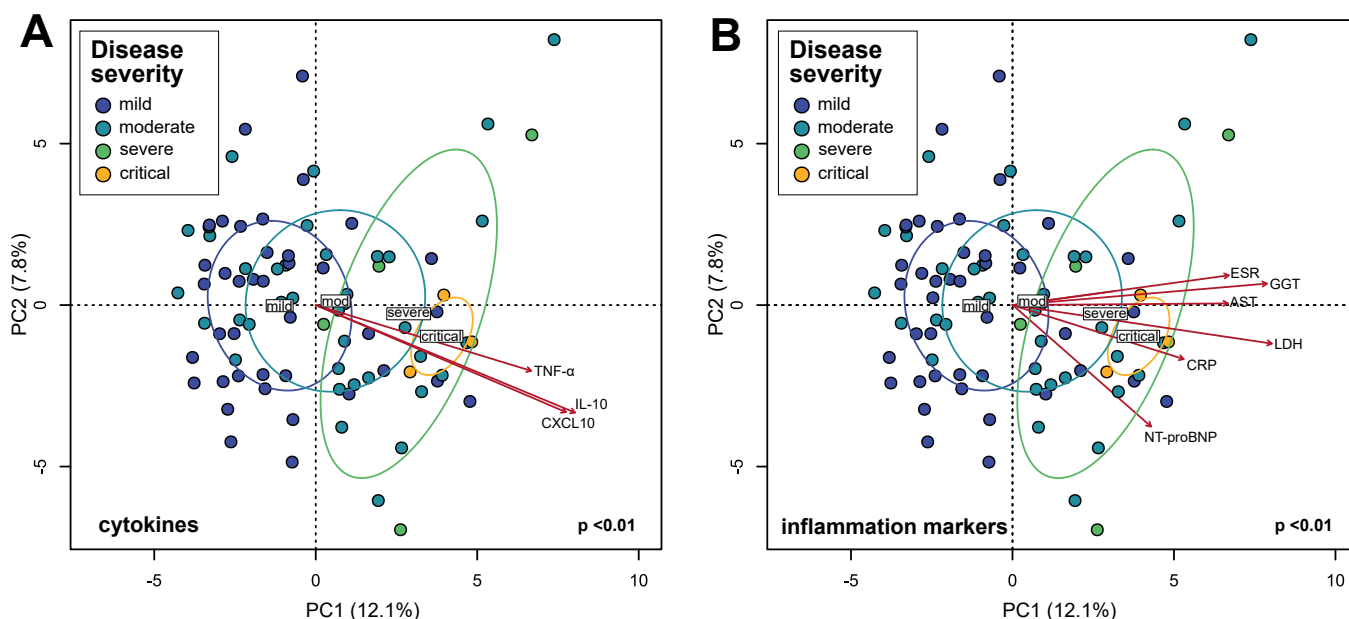 A
Disease
severity
mild
moderate
severe
critical
mild
mod
severe
critical
TNF-α
IL-10
CXCL10
cytokines
p <0.01
5
0
-5
-5
0
5
10
PC2 (7.8%)
PC1 (12.1%)
B
Disease
severity
mild
moderate
severe
critical
ESR
GGT
AST
mild
mod
severe
critical
LDH
CRP
NT-proBNP
inflammation markers
p <0.01
5
0
-5
-5
0
5
10
PC2 (7.8%)
PC1 (12.1%)